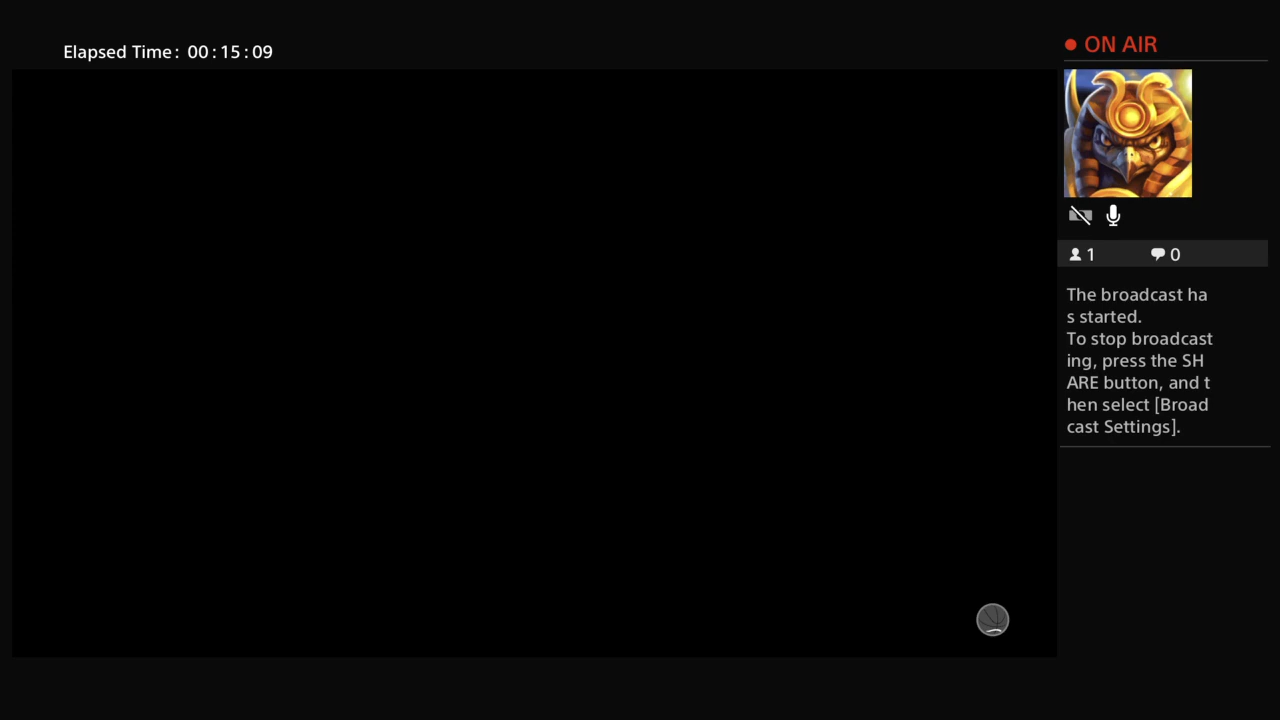 Elapsed Time: 00:15:09
ON AIR
1 0
The broadcast ha
s started.
To stop broadcast
ing, press the SH
ARE button, and t
hen select [Broad
cast Settings].